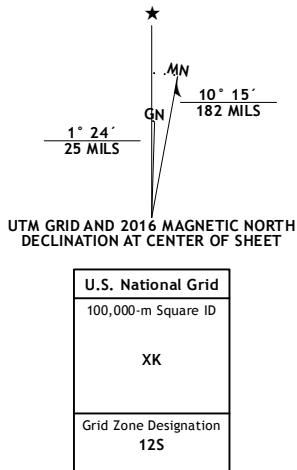 ★
MN
GN
1° 24´
25 MILS
10° 15´
182 MILS
UTM GRID AND 2016 MAGNETIC NORTH
DECLINATION AT CENTER OF SHEET
U.S. National Grid
100,000-m Square ID
XK
Grid Zone Designation
12S